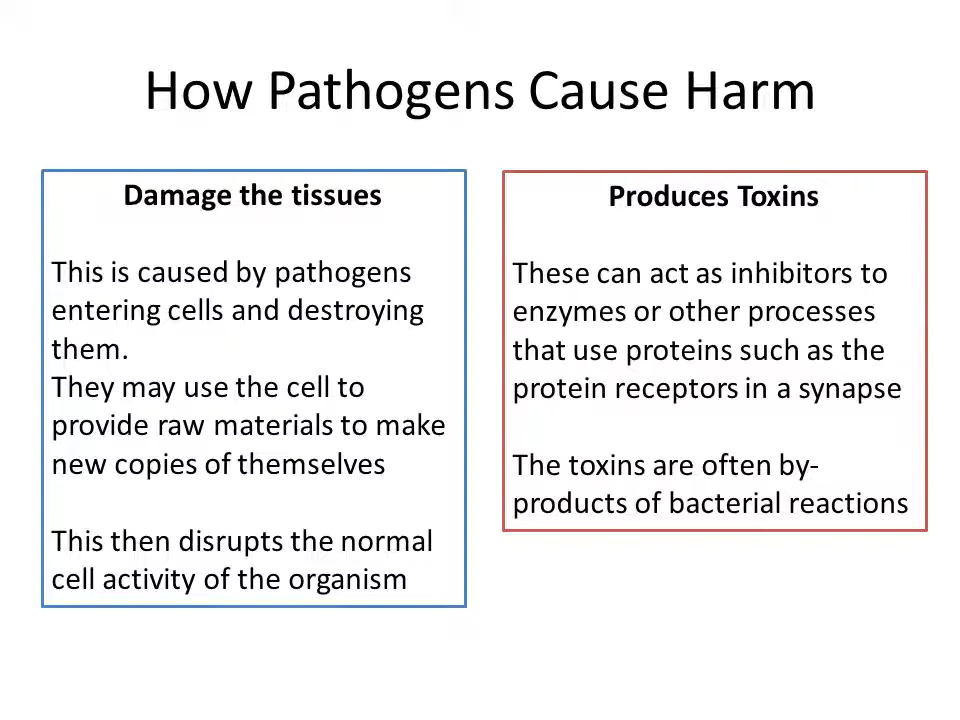 How Pathogens Cause Harm
Damage the tissues
This is caused by pathogens
entering cells and destroying
them.
They may use the cell to
provide raw materials to make
new copies of themselves
This then disrupts the normal
cell activity of the organism
Produces Toxins
These can act as inhibitors to
enzymes or other processes
that use proteins such as the
protein receptors in a synapse
The toxins are often by-
products of bacterial reactions